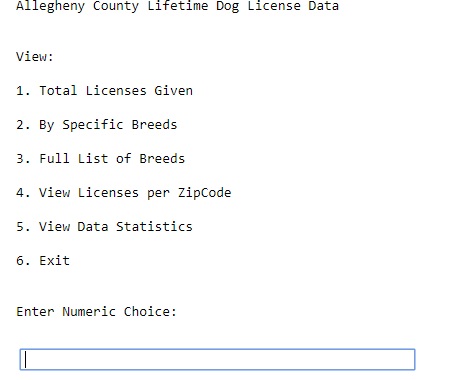 Allegheny County Lifetime Dog License Data
View:
1. Total Licenses Given
2. By Specific Breeds
3. Full List of Breeds
4. View Licenses per ZipCode
5. View Data Statistics
6. Exit
Enter Numeric Choice: